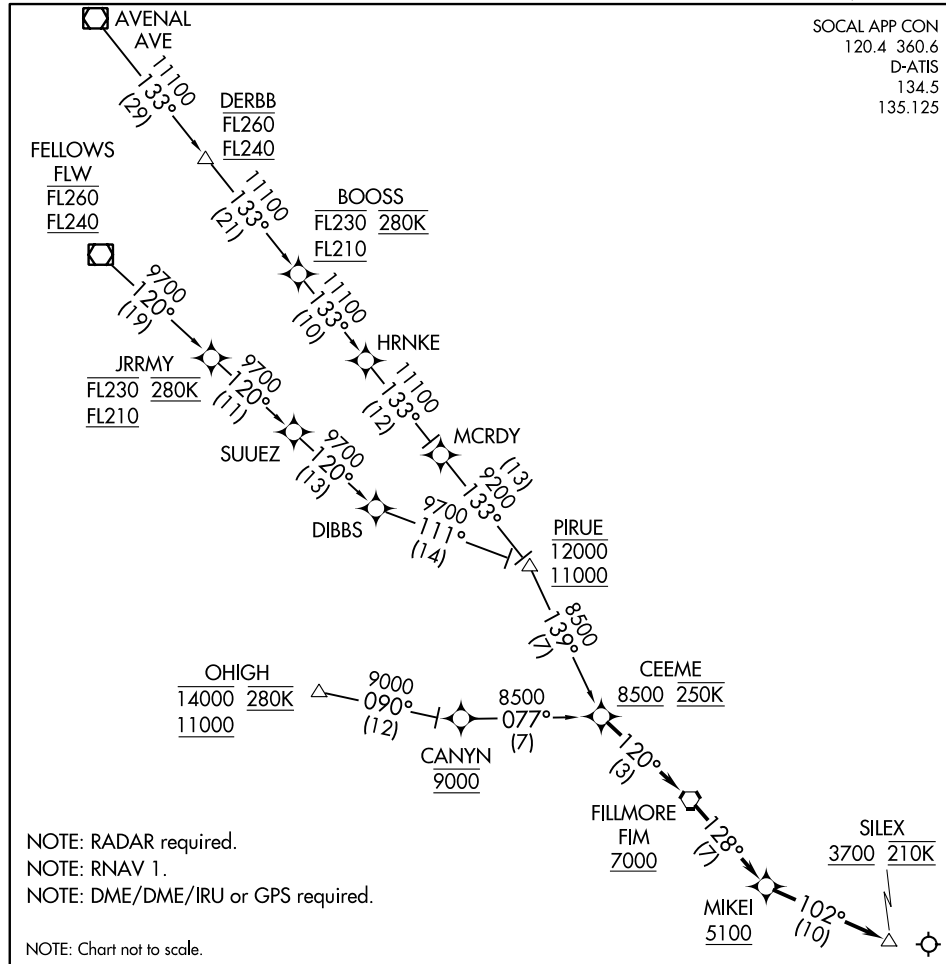 AVENAL
AVE
SOCAL APP CON
120.4 360.6
D-ATIS
134.5
135.125
11100
133°
(29)
DERBB
FL260
FL240
FELLOWS
FLW
FL260
FL240
11100
133°
(21)
BOOSS
FL230 280K
FL210
9700
120°
(19)
11100
133°
(10)
HRNKE
JRRMY
FL230 280K
FL210
9700
120°
(11)
11100
133°
(12)
SUUEZ
MCRDY
9700
120°
(13)
(13)
9200
133°
DIBBS
9700
111°
(14)
PIRUE
12000
11000
8500
139°
(7)
OHIGH
14000 280K
11000
9000
090°
(12)
8500
077°
(7)
CEEME
8500 250K
CANYN
9000
120°
(3)
FILLMORE
FIM
7000
128°
(7)
SILEX
3700 210K
NOTE: RADAR required.
NOTE: RNAV 1.
NOTE: DME/DME/IRU or GPS required.
MIKEI
5100
102°
(10)
NOTE: Chart not to scale.